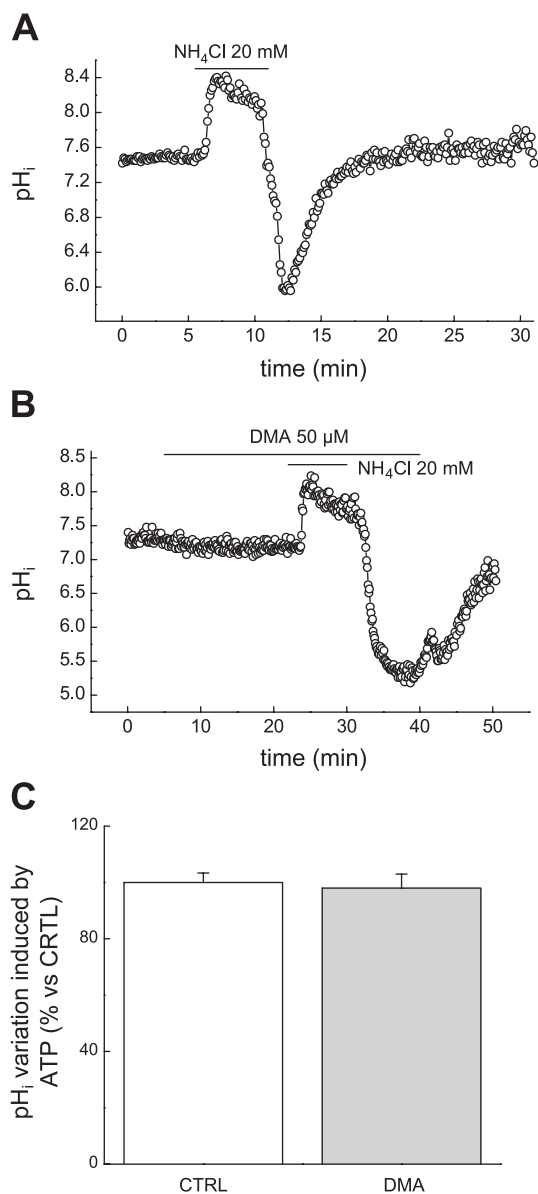 A
NH₄Cl 20 mM
8.4
8.0
7.6
7.2
6.8
6.4
6.0
pHᵢ
0 5 10 15 20 25 30
time (min)
B
DMA 50 µM
NH₄Cl 20 mM
8.5
8.0
7.5
7.0
6.5
6.0
5.5
5.0
pHᵢ
0 10 20 30 40 50
time (min)
C
120
80
40
0
pHᵢ variation induced by
ATP (% vs CRTL)
CTRL DMA